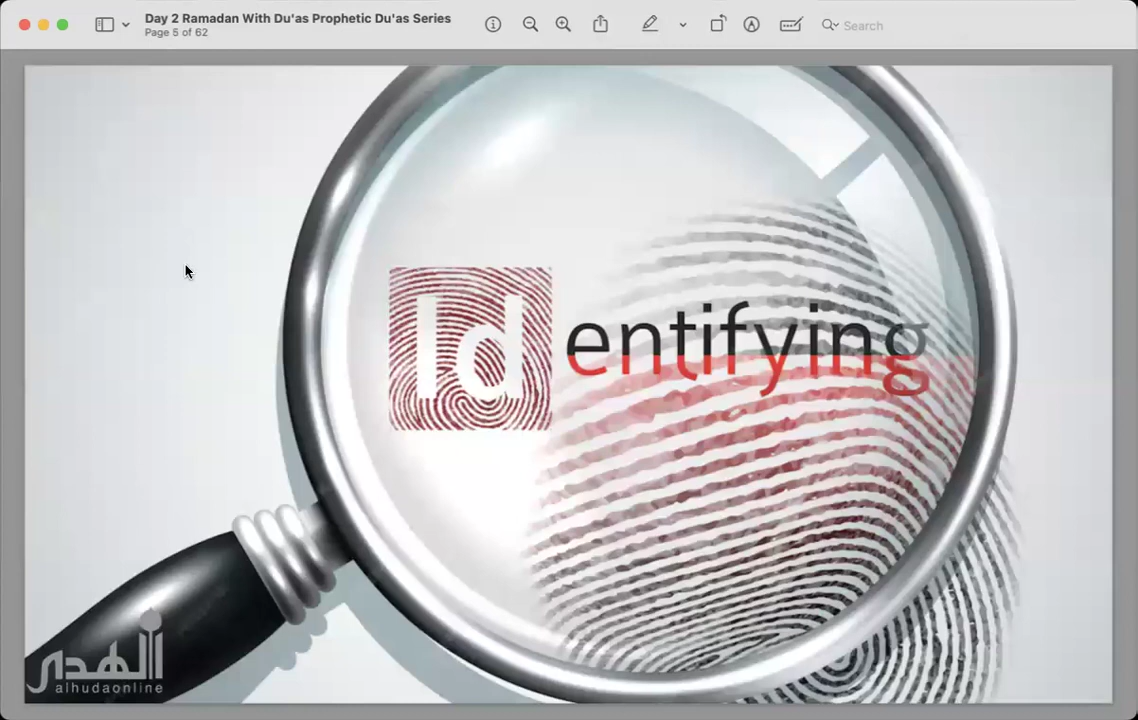 Day 2 Ramadan With Du'as Prophetic Du'as Series
Page 5 of 62
Search
Identifying
الهدى
alhudaonline